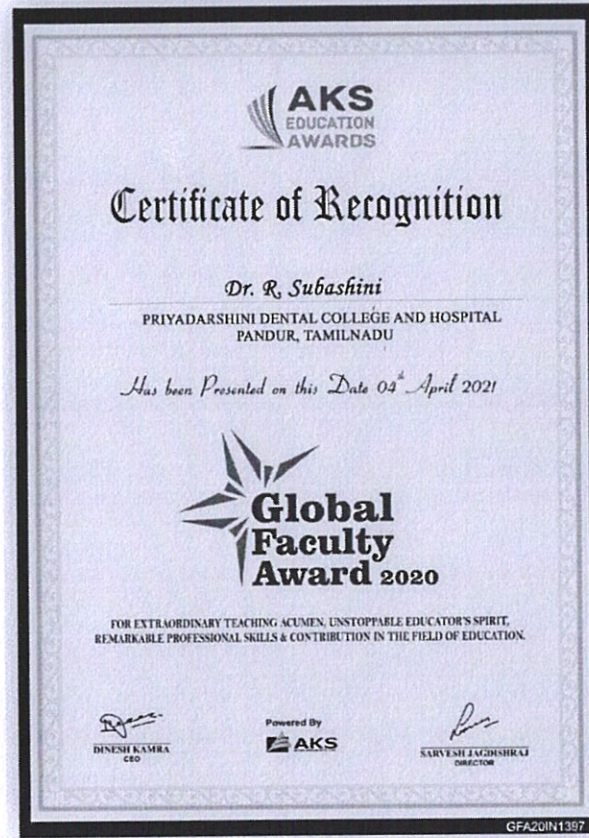 AKS
EDUCATION
AWARDS
Certificate of Recognition
Dr. R. Subashini
PRIYADARSHINI DENTAL COLLEGE AND HOSPITAL
PANDUR, TAMILNADU
Has been Presented on this Date 04th April 2021
Global
Faculty
Award 2020
FOR EXTRAORDINARY TEACHING ACUMEN, UNSTOPPABLE EDUCATOR'S SPIRIT,
REMARKABLE PROFESSIONAL SKILLS & CONTRIBUTION IN THE FIELD OF EDUCATION.
DINESH KAMRA
CEO
Powered By
AKS
SARVESH JAGDISHRAJ
DIRECTOR
GFA20IN1397